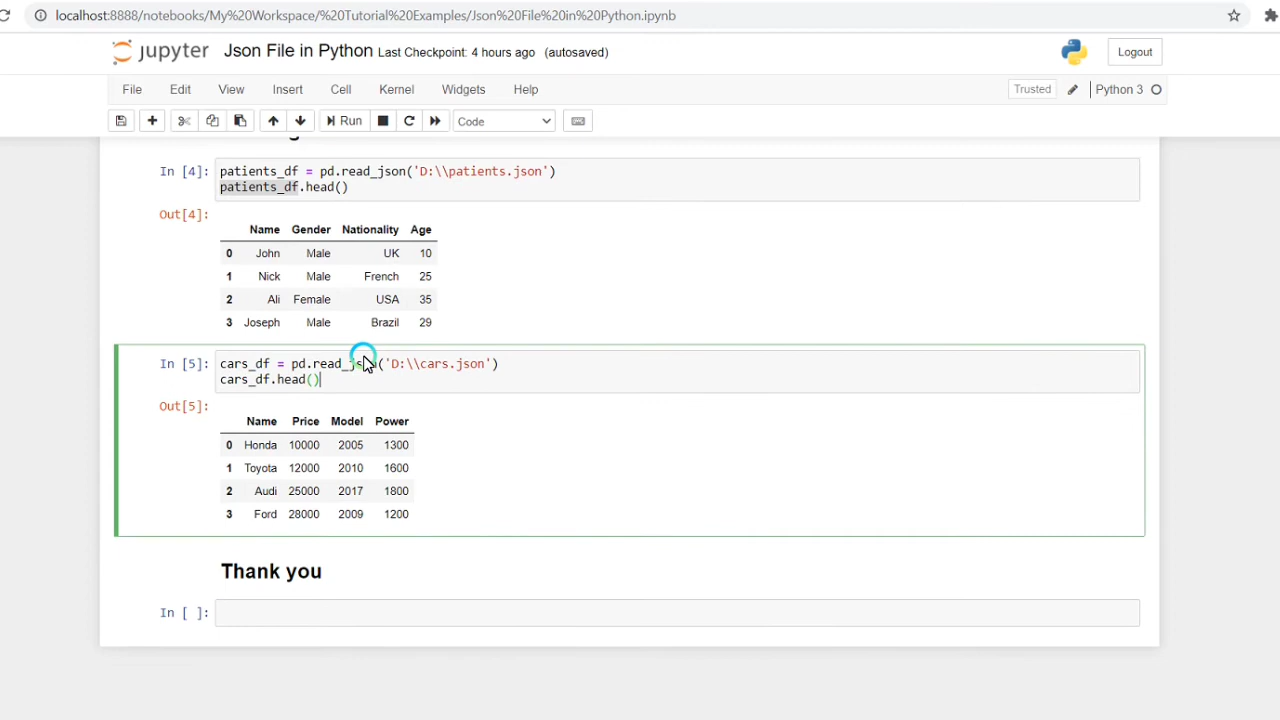 localhost:8888/notebooks/My%20Workspace/%20Tutorial%20Examples/Json%20File%20in%20Python.ipynb
jupyter Json File in Python Last Checkpoint: 4 hours ago (autosaved) Logout
File Edit View Insert Cell Kernel Widgets Help Trusted Python 3
Run Code
In [4]: patients_df = pd.read_json('D:\\patients.json')
patients_df.head()
Out[4]:
Name Gender Nationality Age
0 John Male UK 10
1 Nick Male French 25
2 Ali Female USA 35
3 Joseph Male Brazil 29
In [5]: cars_df = pd.read_json('D:\\cars.json')
cars_df.head()
Out[5]:
Name Price Model Power
0 Honda 10000 2005 1300
1 Toyota 12000 2010 1600
2 Audi 25000 2017 1800
3 Ford 28000 2009 1200
Thank you
In [ ]: